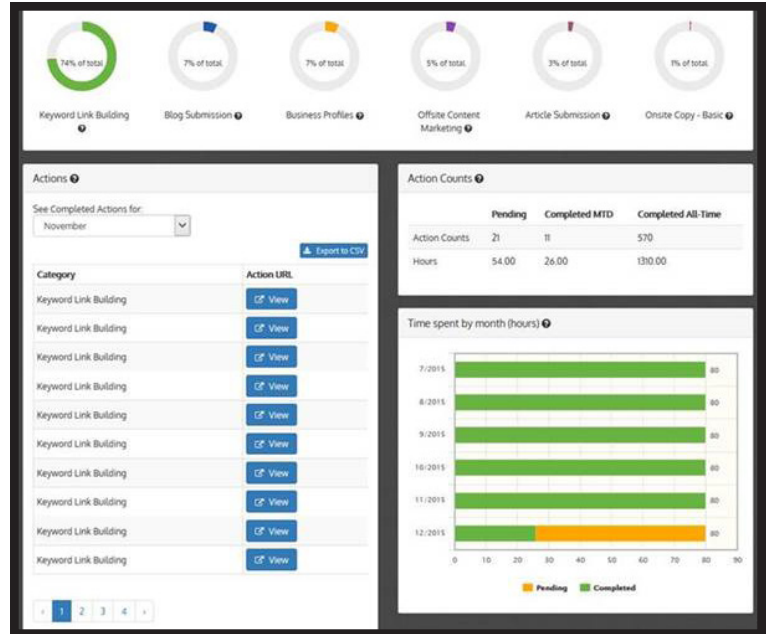 74% of total
7% of total
7% of total
5% of total
3% of total
1% of total
Keyword Link Building
Blog Submission
Business Profiles
Offsite Content
Marketing
Article Submission
Onsite Copy - Basic
Actions
See Completed Actions for:
November
Export to CSV
Category Action URL
Keyword Link Building View
Keyword Link Building View
Keyword Link Building View
Keyword Link Building View
Keyword Link Building View
Keyword Link Building View
Keyword Link Building View
Keyword Link Building View
Keyword Link Building View
Keyword Link Building View
‹ 1 2 3 4 ›
Action Counts
Pending Completed MTD Completed All-Time
Action Counts 21 11 570
Hours 54.00 26.00 1310.00
Time spent by month (hours)
7/2015 80
8/2015 80
9/2015 80
10/2015 80
11/2015 80
12/2015 80
0 10 20 30 40 50 60 70 80 90
Pending Completed